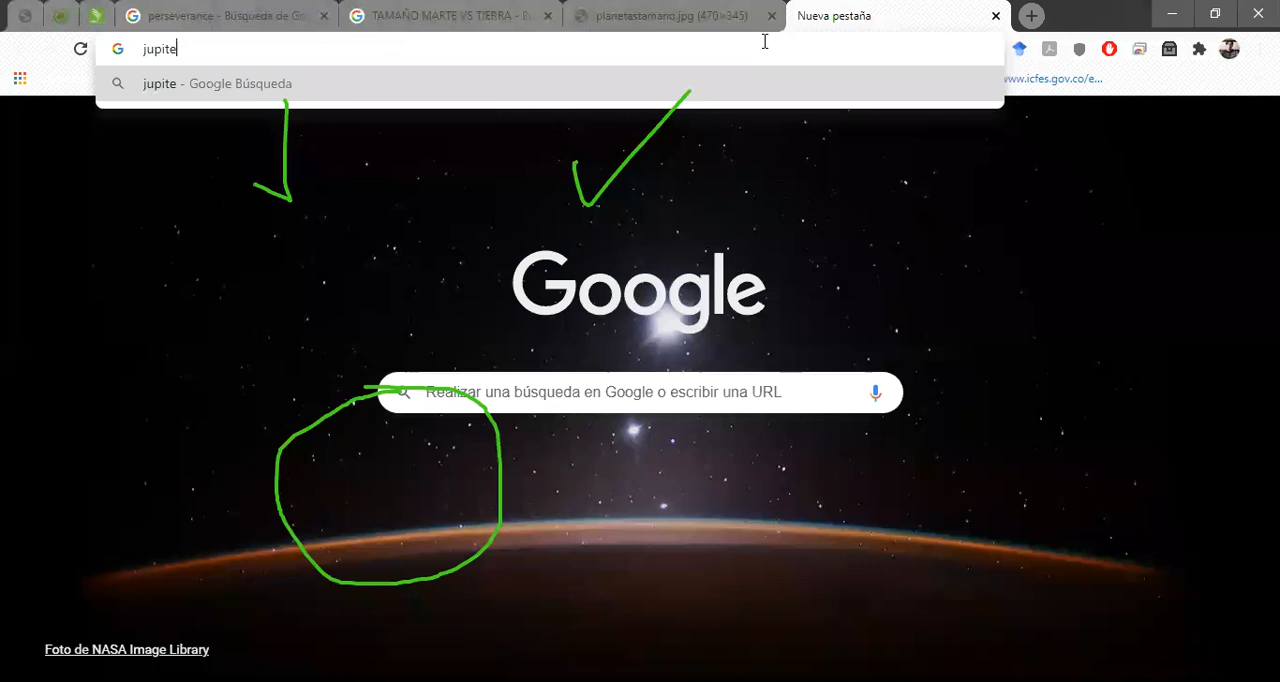 perseverance - Búsqueda de Go
TAMAÑO MARTE VS TIERRA - B
planetastamano.jpg (470×345)
Nueva pestaña
jupite
jupite - Google Búsqueda
www.icfes.gov.co/e...
Google
Realizar una búsqueda en Google o escribir una URL
Foto de NASA Image Library